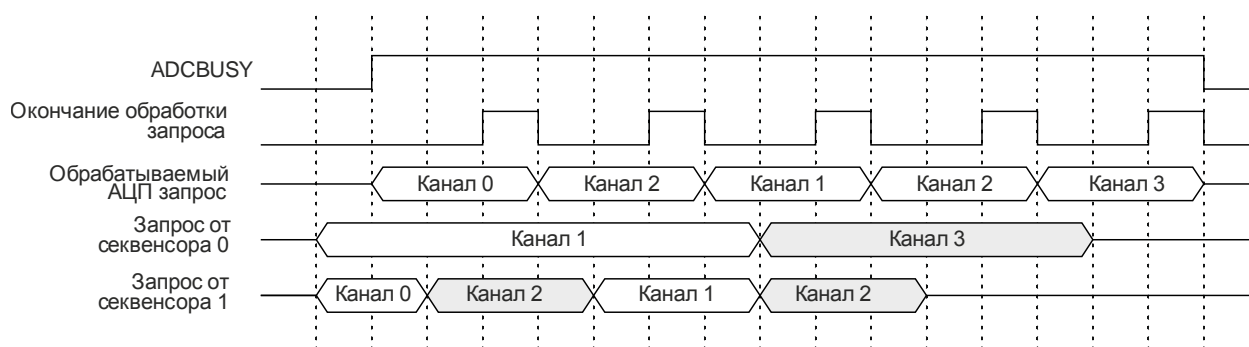 ADCBUSY
Окончание обработки
запроса
Обрабатываемый
АЦП запрос
Канал 0
Канал 2
Канал 1
Канал 2
Канал 3
Запрос от
секвенсора 0
Канал 1
Канал 3
Запрос от
секвенсора 1
Канал 0
Канал 2
Канал 1
Канал 2